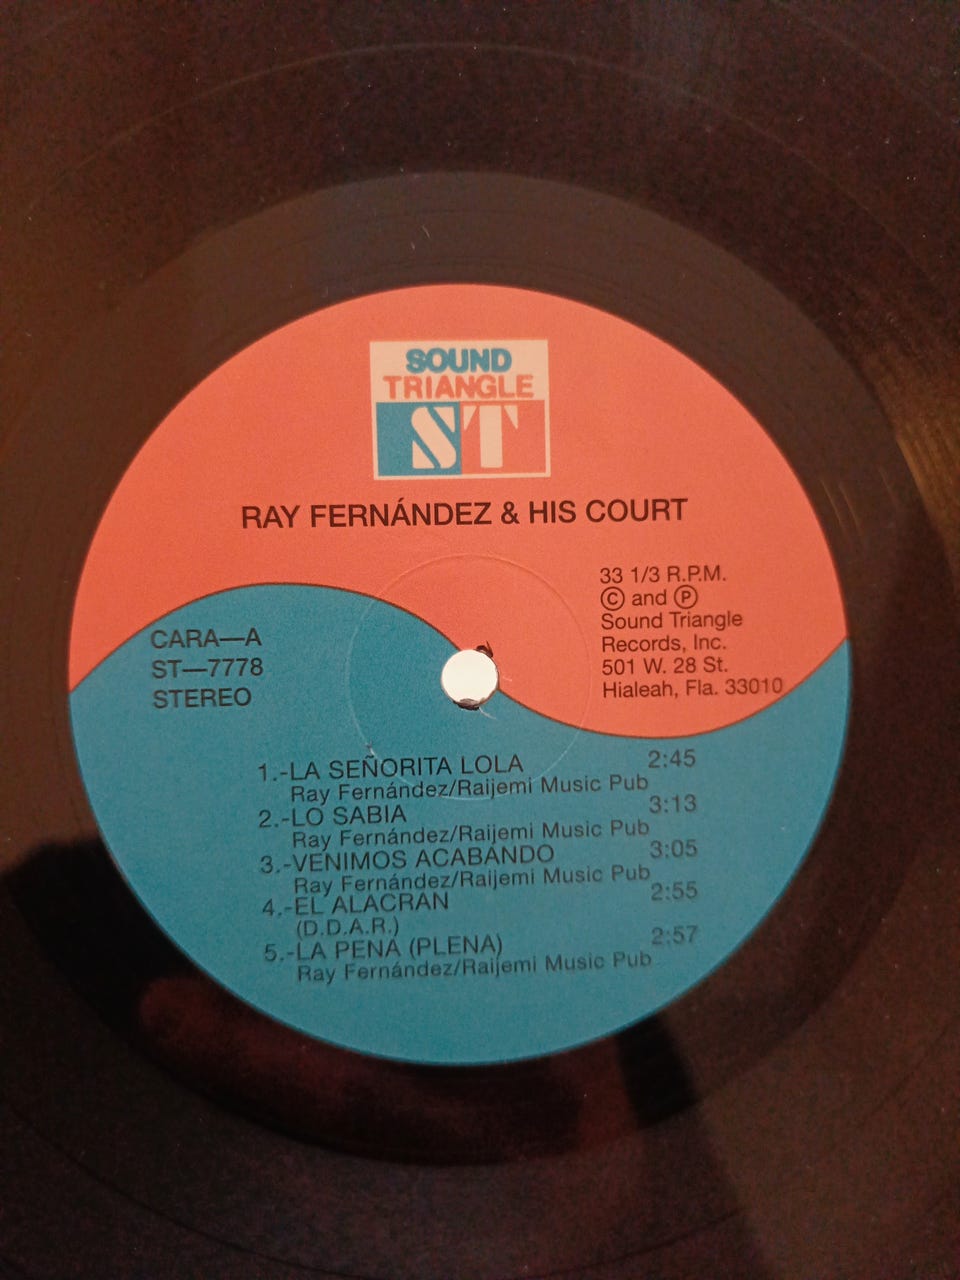 SOUND
TRIANGLE
ST
RAY FERNÁNDEZ & HIS COURT
33 1/3 R.P.M.
© and ℗
Sound Triangle
Records, Inc.
501 W. 28 St.
Hialeah, Fla. 33010
CARA—A
ST—7778
STEREO
1.-LA SEÑORITA LOLA 2:45
Ray Fernández/Raijemi Music Pub
2.-LO SABIA 3:13
Ray Fernández/Raijemi Music Pub
3.-VENIMOS ACABANDO 3:05
Ray Fernández/Raijemi Music Pub
4.-EL ALACRAN 2:55
(D.D.A.R.)
5.-LA PENA (PLENA) 2:57
Ray Fernández/Raijemi Music Pub